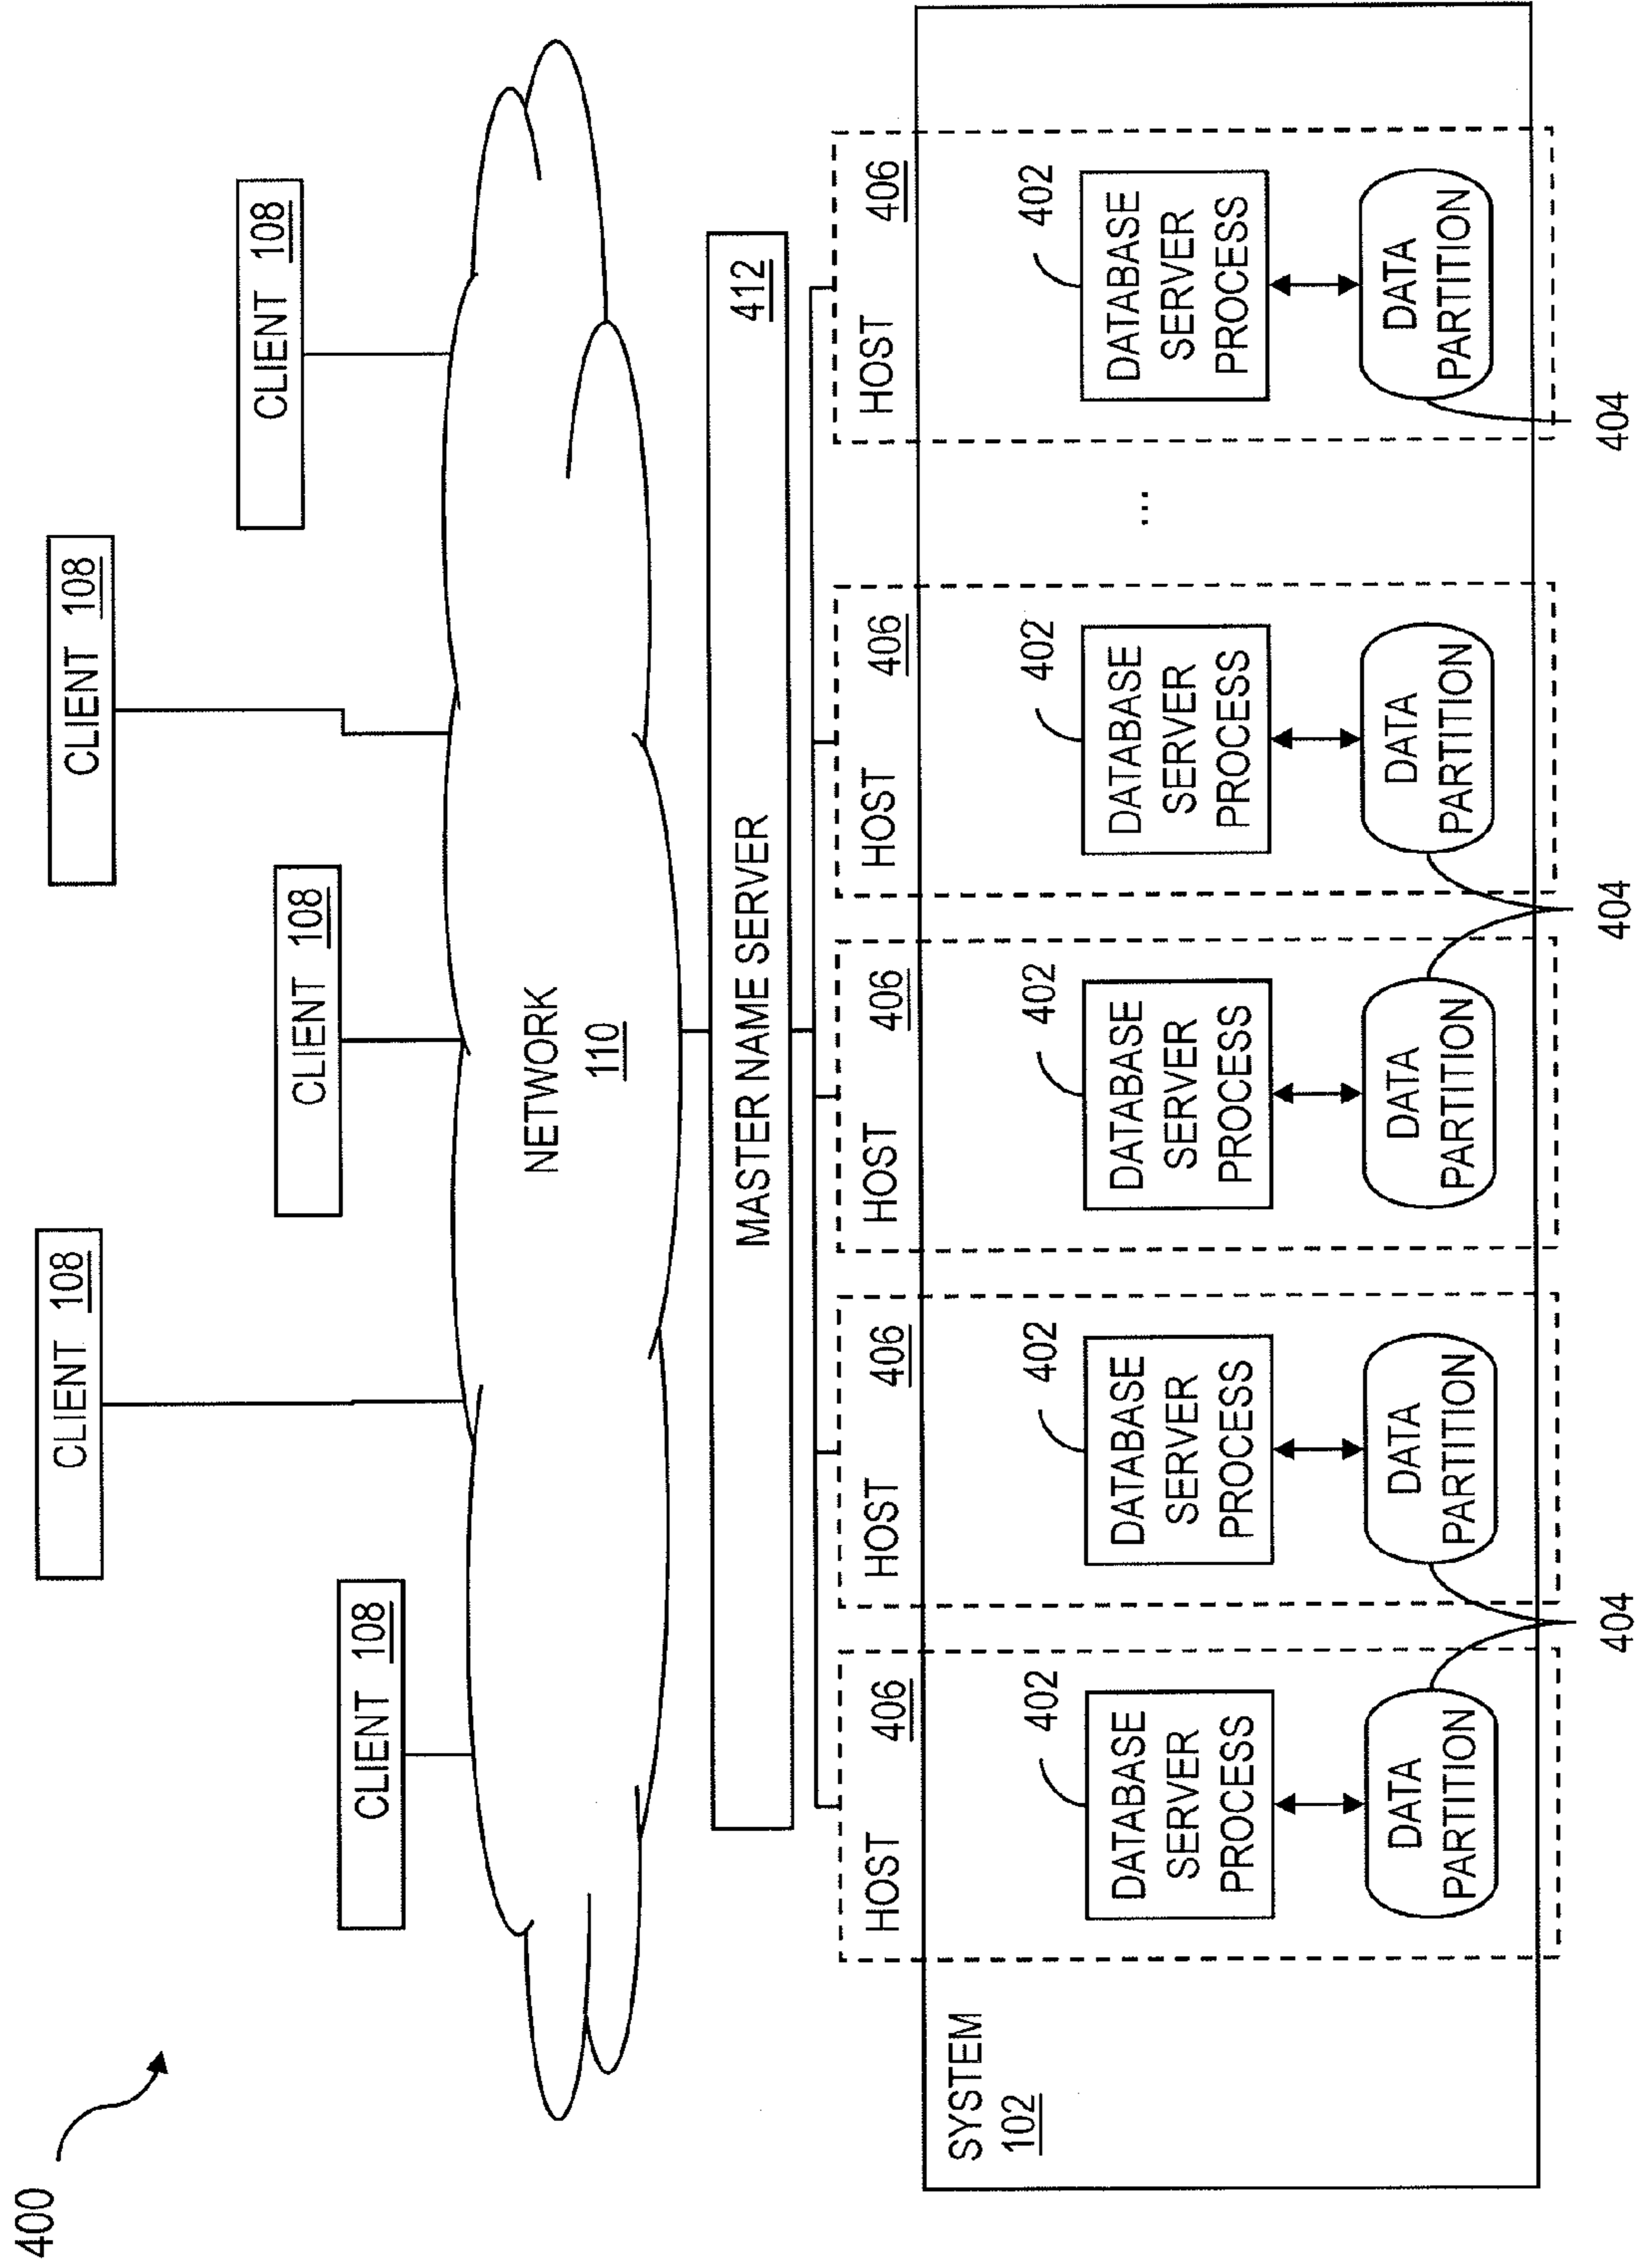 400
CLIENT 108
CLIENT 108
CLIENT 108
CLIENT 108
CLIENT 108
NETWORK
110
MASTER NAME SERVER 412
HOST 406
HOST 406
HOST 406
HOST 406
HOST 406
SYSTEM
102
402
DATABASE
SERVER
PROCESS
DATA
PARTITION
402
DATABASE
SERVER
PROCESS
DATA
PARTITION
402
DATABASE
SERVER
PROCESS
DATA
PARTITION
402
DATABASE
SERVER
PROCESS
DATA
PARTITION
...
402
DATABASE
SERVER
PROCESS
DATA
PARTITION
404
404
404